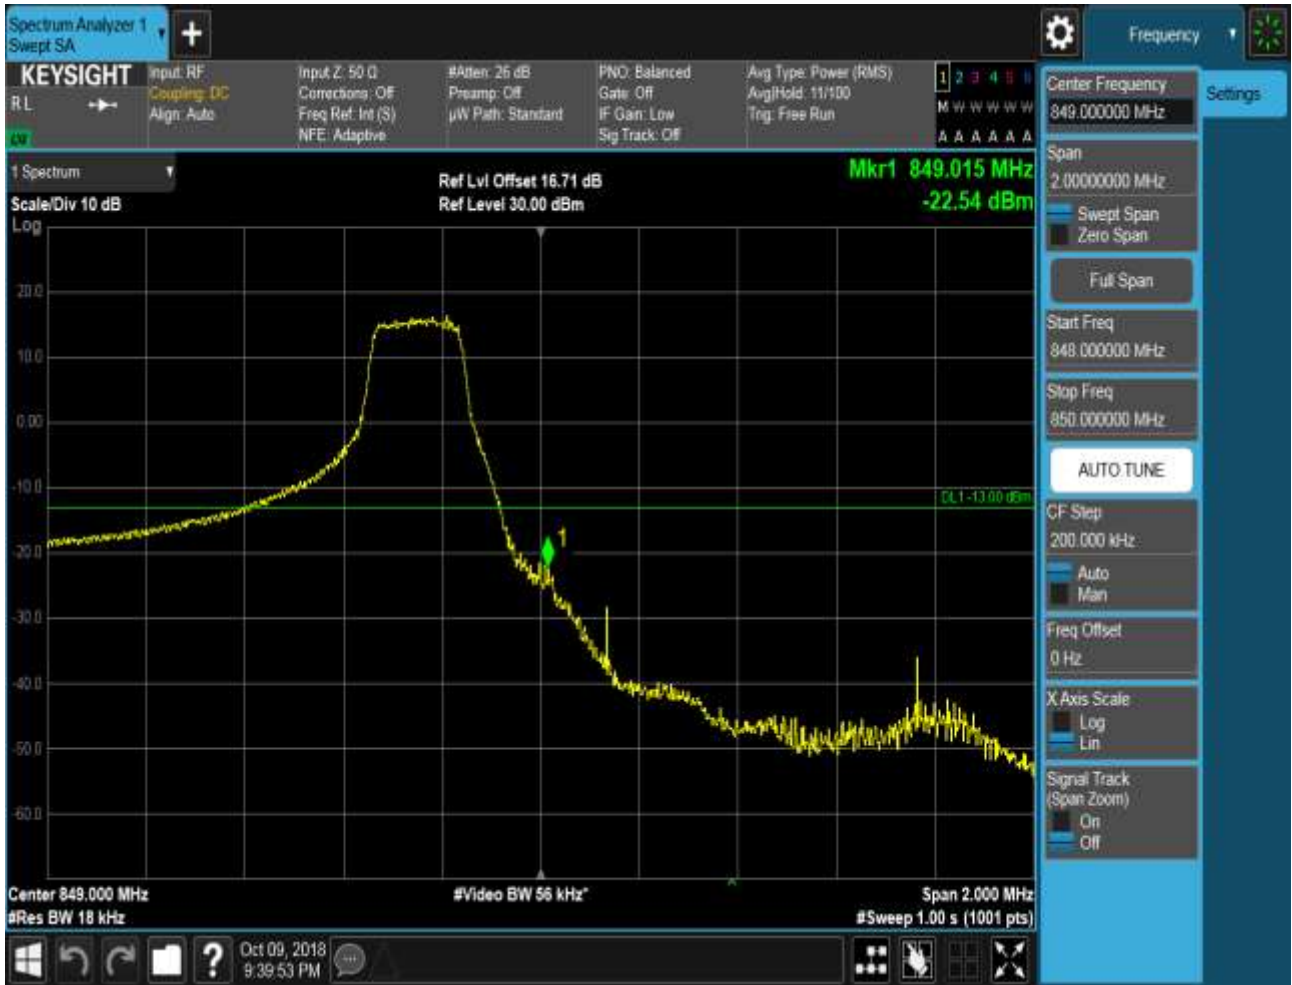 Spectrum Analyzer 1
Swept SA
Frequency
KEYSIGHT
RL
Input: RF
Coupling: DC
Align: Auto
Input Z: 50 Ω
Corrections: Off
Freq Ref: Int (S)
NFE: Adaptive
#Atten: 26 dB
Preamp: Off
µW Path: Standard
PNO: Balanced
Gate: Off
IF Gain: Low
Sig Track: Off
Avg Type: Power (RMS)
Avg|Hold: 11/100
Trig: Free Run
1 2 3 4 5 6
M W W W W W
A A A A A A
1 Spectrum
Scale/Div 10 dB
Log
Ref Lvl Offset 16.71 dB
Ref Level 30.00 dBm
Mkr1 849.015 MHz
-22.54 dBm
20.0
10.0
0.00
-10.0
-20.0
-30.0
-40.0
-50.0
-60.0
DL1 -13.00 dBm
1
Center 849.000 MHz
#Res BW 18 kHz
#Video BW 56 kHz*
Span 2.000 MHz
#Sweep 1.00 s (1001 pts)
Center Frequency
849.000000 MHz
Settings
Span
2.00000000 MHz
Swept Span
Zero Span
Full Span
Start Freq
848.000000 MHz
Stop Freq
850.000000 MHz
AUTO TUNE
CF Step
200.000 kHz
Auto
Man
Freq Offset
0 Hz
X Axis Scale
Log
Lin
Signal Track
(Span Zoom)
On
Off
?
Oct 09, 2018
9:39:53 PM